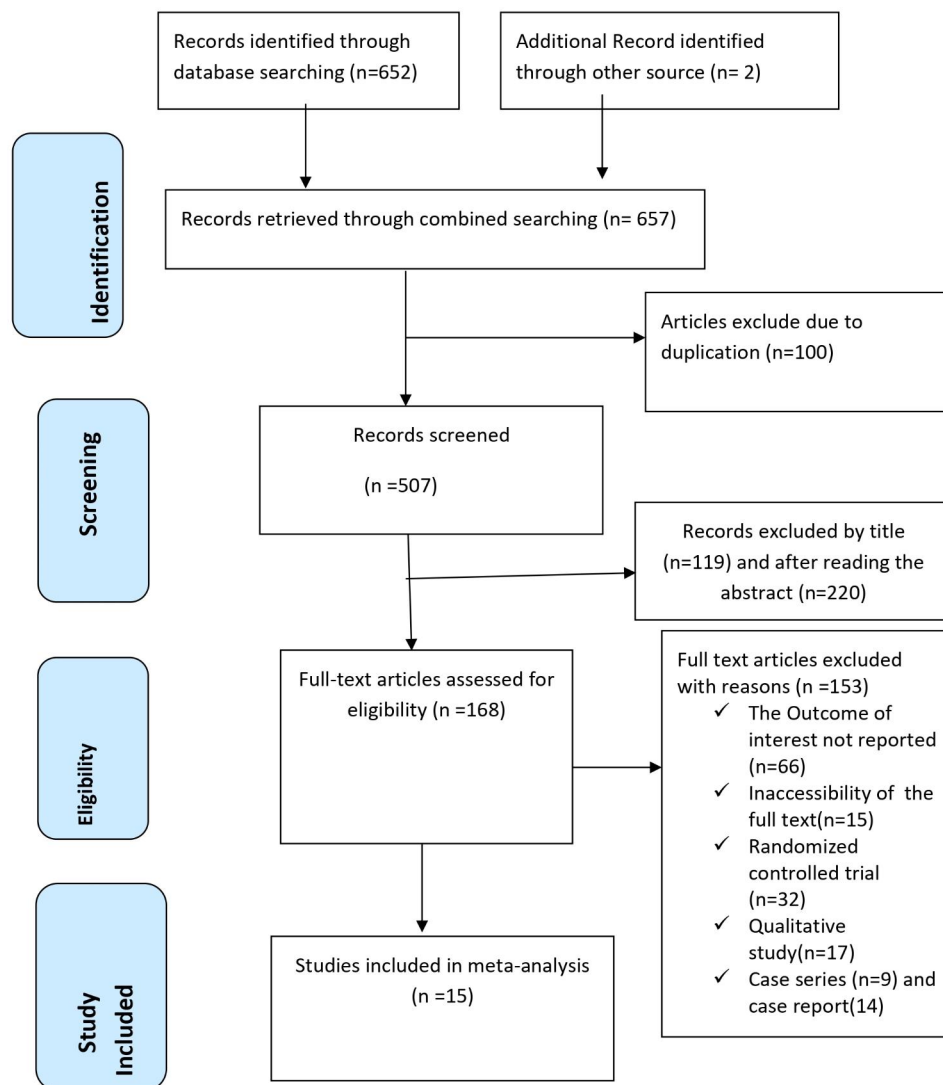 Records identified through
database searching (n=652)
Additional Record identified
through other source (n= 2)
Identification
Records retrieved through combined searching (n= 657)
Articles exclude due to
duplication (n=100)
Screening
Records screened
(n =507)
Records excluded by title
(n=119) and after reading the
abstract (n=220)
Eligibility
Full-text articles assessed for
eligibility (n =168)
Full text articles excluded
with reasons (n =153)
✓ The Outcome of
interest not reported
(n=66)
✓ Inaccessibility of the
full text(n=15)
✓ Randomized
controlled trial
(n=32)
✓ Qualitative
study(n=17)
✓ Case series (n=9) and
case report(14)
Study
Included
Studies included in meta-analysis
(n =15)